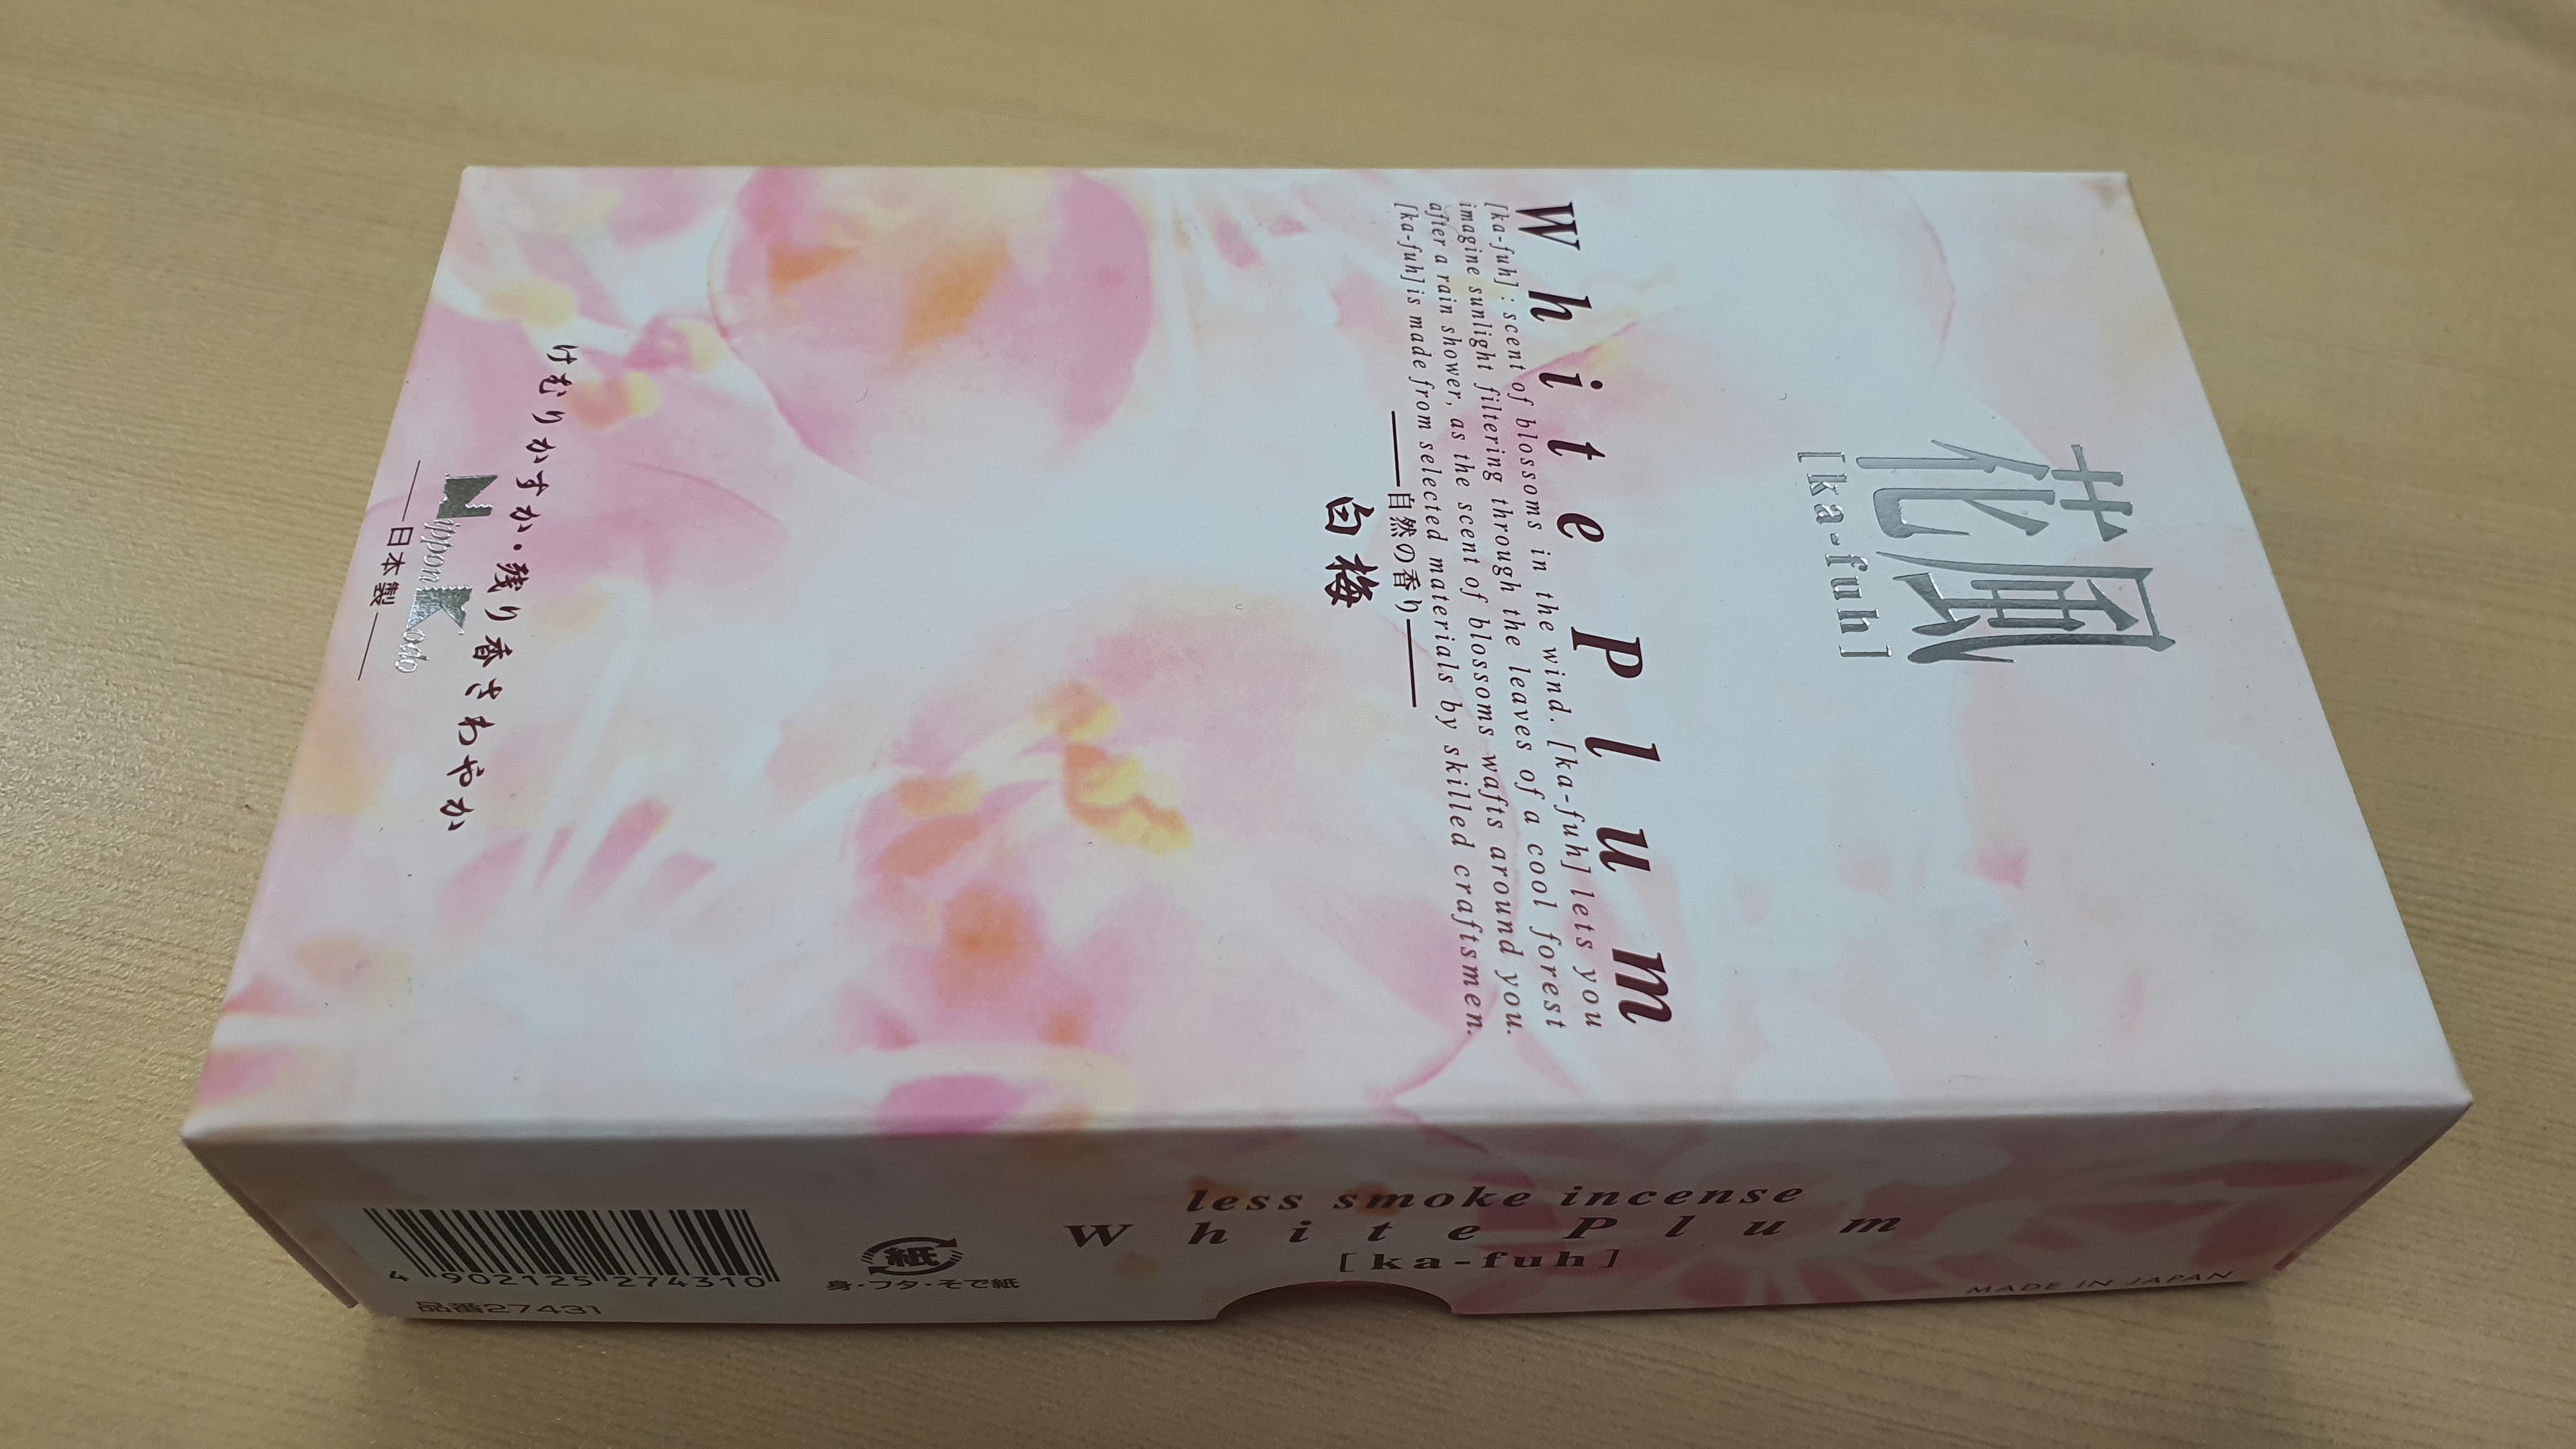 花風
[ka-fuh]
White Plum
[ka-fuh] : scent of blossoms in the wind. [ka-fuh] lets you
imagine sunlight filtering through the leaves of a cool forest
after a rain shower, as the scent of blossoms wafts around you.
[ka-fuh] is made from selected materials by skilled craftsmen.
自然の香り
白梅
けむりかすか・残り香さわやか
Nippon Kodo
日本製
less smoke incense
White Plum
[ka-fuh]
MADE IN JAPAN
紙
身・フタ・そで紙
4 902125 274310
品番27431